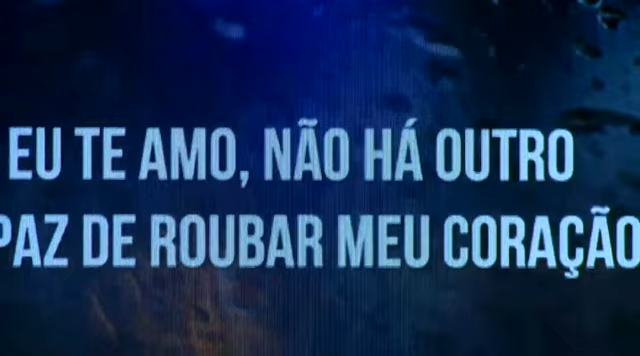 EU TE AMO, NÃO HÁ OUTRO
PAZ DE ROUBAR MEU CORAÇÃO